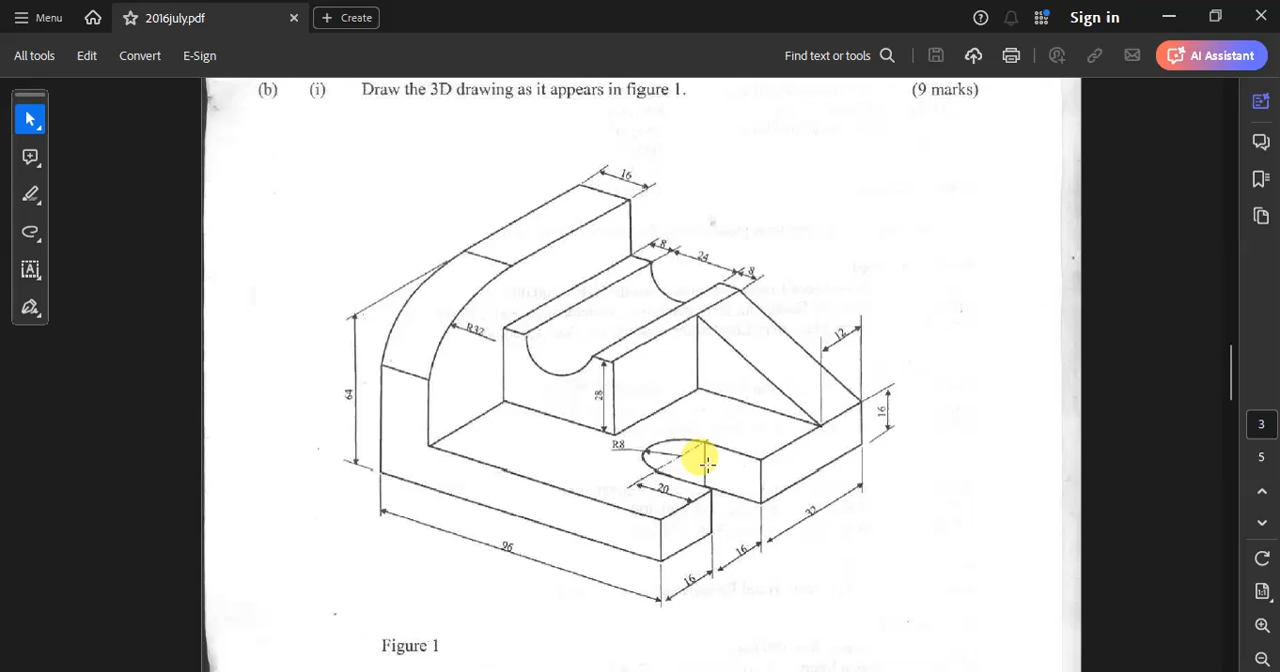 Menu
2016july.pdf
Create
Sign in
All tools
Edit
Convert
E-Sign
Find text or tools
AI Assistant
(b) (i) Draw the 3D drawing as it appears in figure 1. (9 marks)
16
8
24
8
R32
12
64
28
16
R8
20
32
96
16
16
Figure 1
3
5